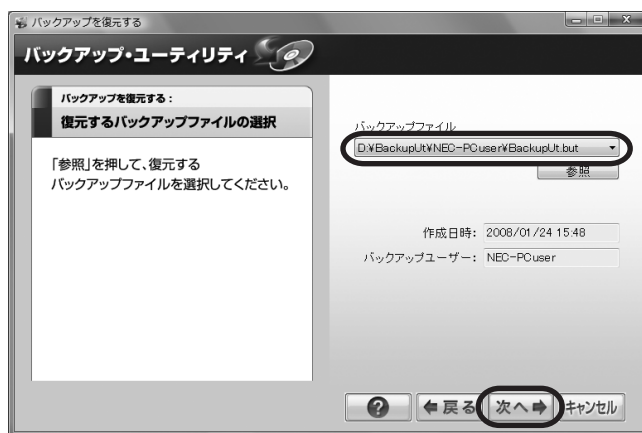 バックアップを復元する
バックアップ・ユーティリティ
バックアップを復元する：
復元するバックアップファイルの選択
「参照」を押して、復元する
バックアップファイルを選択してください。
バックアップファイル
D:¥BackupUt¥NEC-PCuser¥BackupUt.but
参照
作成日時： 2008/01/24 15:48
バックアップユーザー： NEC-PCuser
? 戻る 次へ キャンセル